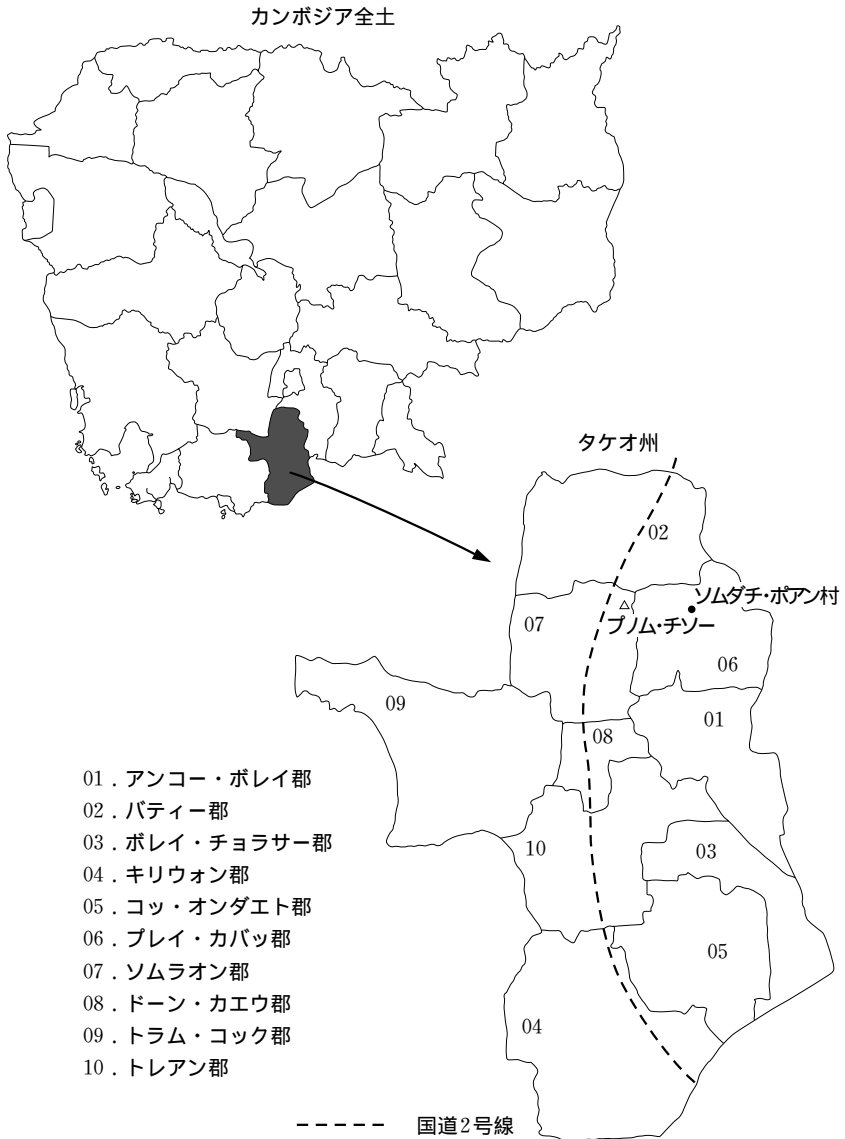 カンボジア全土
タケオ州
02
ソムダチ・ポアン村
07
プノム・チソー
06
09
01
08
10
03
05
04
01．アンコー・ボレイ郡
02．バティー郡
03．ボレイ・チョラサー郡
04．キリウォン郡
05．コッ・オンダエト郡
06．プレイ・カバッ郡
07．ソムラオン郡
08．ドーン・カエウ郡
09．トラム・コック郡
10．トレアン郡
国道2号線